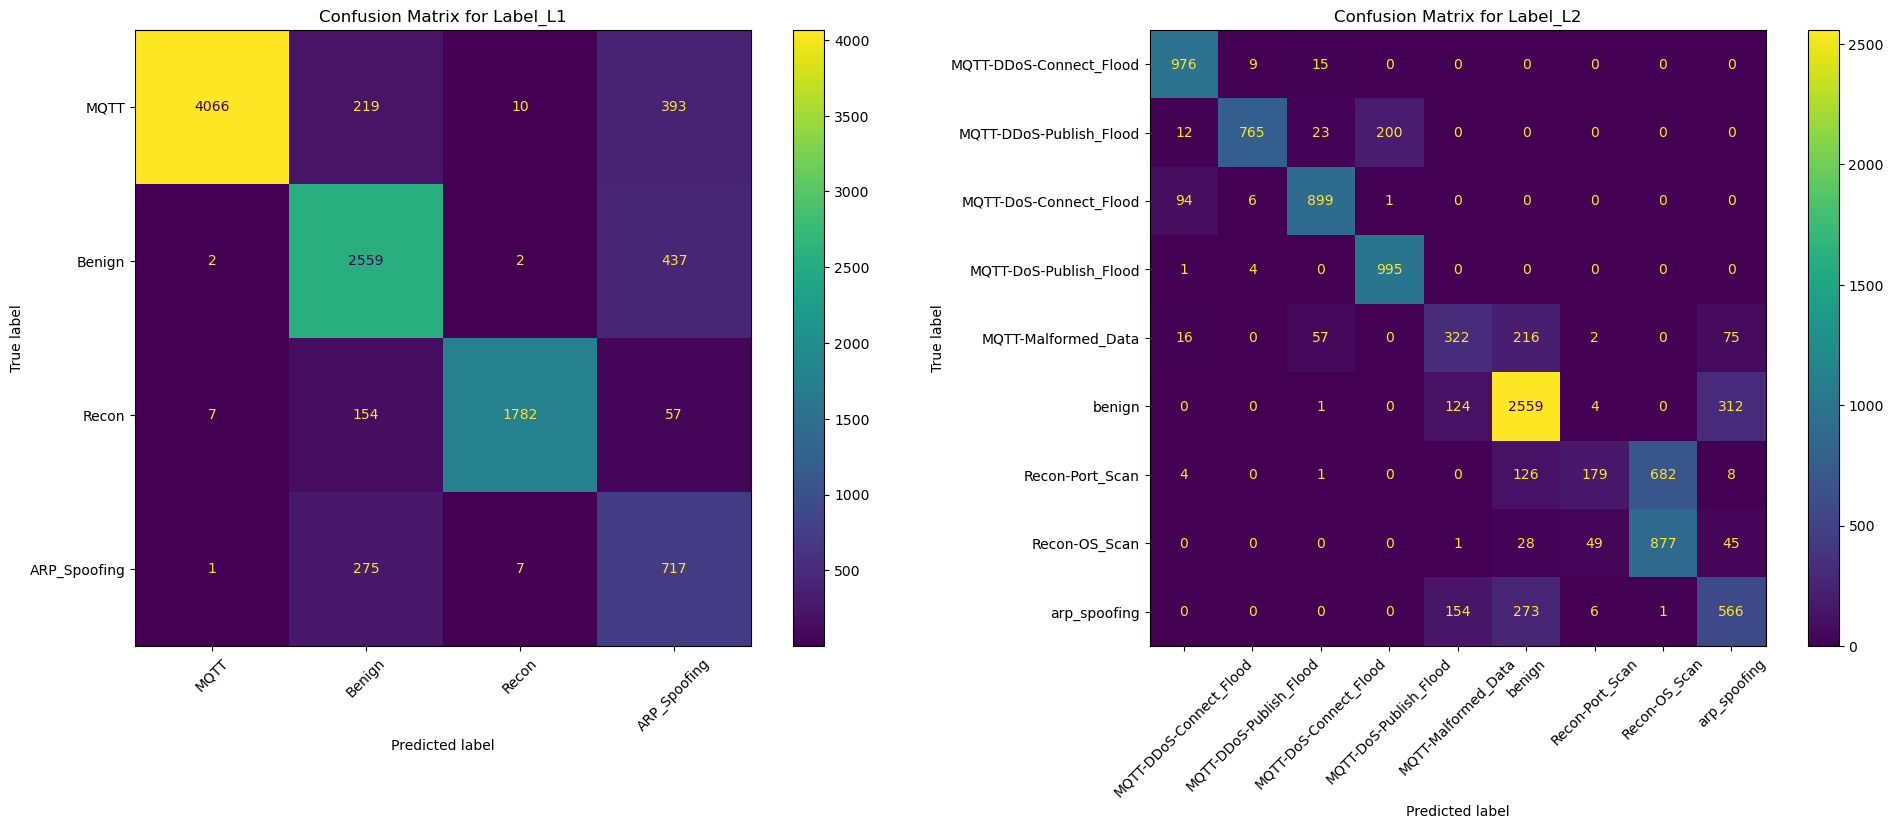 Confusion Matrix for Label_L1
True label
MQTT 4066 219 10 393
Benign 2 2559 2 437
Recon 7 154 1782 57
ARP_Spoofing 1 275 7 717
MQTT Benign Recon ARP_Spoofing
Predicted label
4000
3500
3000
2500
2000
1500
1000
500
Confusion Matrix for Label_L2
True label
MQTT-DDoS-Connect_Flood 976 9 15 0 0 0 0 0 0
MQTT-DDoS-Publish_Flood 12 765 23 200 0 0 0 0 0
MQTT-DoS-Connect_Flood 94 6 899 1 0 0 0 0 0
MQTT-DoS-Publish_Flood 1 4 0 995 0 0 0 0 0
MQTT-Malformed_Data 16 0 57 0 322 216 2 0 75
benign 0 0 1 0 124 2559 4 0 312
Recon-Port_Scan 4 0 1 0 0 126 179 682 8
Recon-OS_Scan 0 0 0 0 1 28 49 877 45
arp_spoofing 0 0 0 0 154 273 6 1 566
MQTT-DDoS-Connect_Flood MQTT-DDoS-Publish_Flood MQTT-DoS-Connect_Flood MQTT-DoS-Publish_Flood MQTT-Malformed_Data benign Recon-Port_Scan Recon-OS_Scan arp_spoofing
Predicted label
2500
2000
1500
1000
500
0